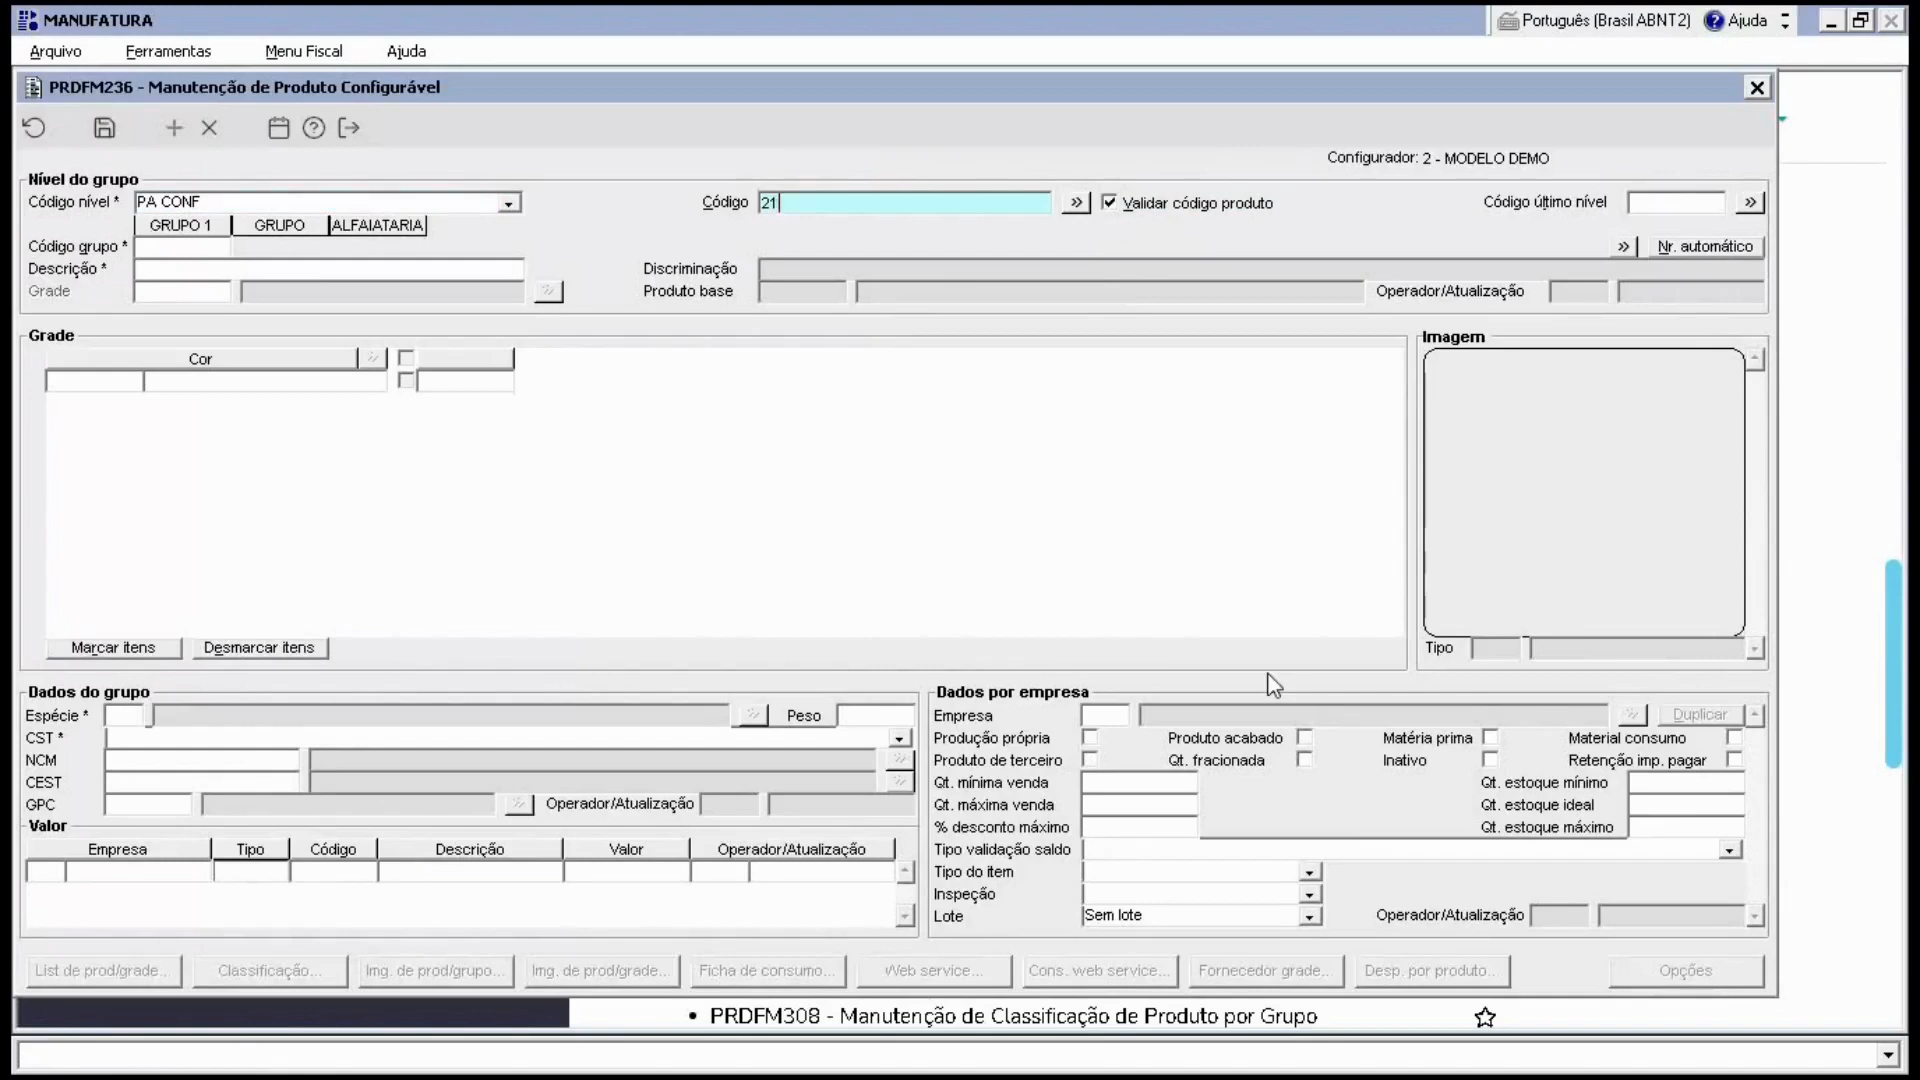 MANUFATURA
Português (Brasil ABNT2) Ajuda
Arquivo Ferramentas Menu Fiscal Ajuda
PRDFM236 - Manutenção de Produto Configurável
Configurador: 2 - MODELO DEMO
Nível do grupo
Código nível * PA CONF Código 21 Validar código produto Código último nível
GRUPO 1 GRUPO ALFAIATARIA
Código grupo * Nr. automático
Descrição * Discriminação
Grade Produto base Operador/Atualização
Grade Imagem
Cor
Marcar itens Desmarcar itens Tipo
Dados do grupo Dados por empresa
Espécie * Peso Empresa Duplicar
CST * Produção própria Produto acabado Matéria prima Material consumo
NCM Produto de terceiro Qt. fracionada Inativo Retenção imp. pagar
CEST Qt. mínima venda Qt. estoque mínimo
GPC Operador/Atualização Qt. máxima venda Qt. estoque ideal
Valor % desconto máximo Qt. estoque máximo
Empresa Tipo Código Descrição Valor Operador/Atualização Tipo validação saldo
Tipo do item
Inspeção
Lote Sem lote Operador/Atualização
List de prod/grade... Classificação... Img. de prod/grupo... Img. de prod/grade... Ficha de consumo... Web service... Cons. web service... Fornecedor grade... Desp. por produto.. Opções
• PRDFM308 - Manutenção de Classificação de Produto por Grupo